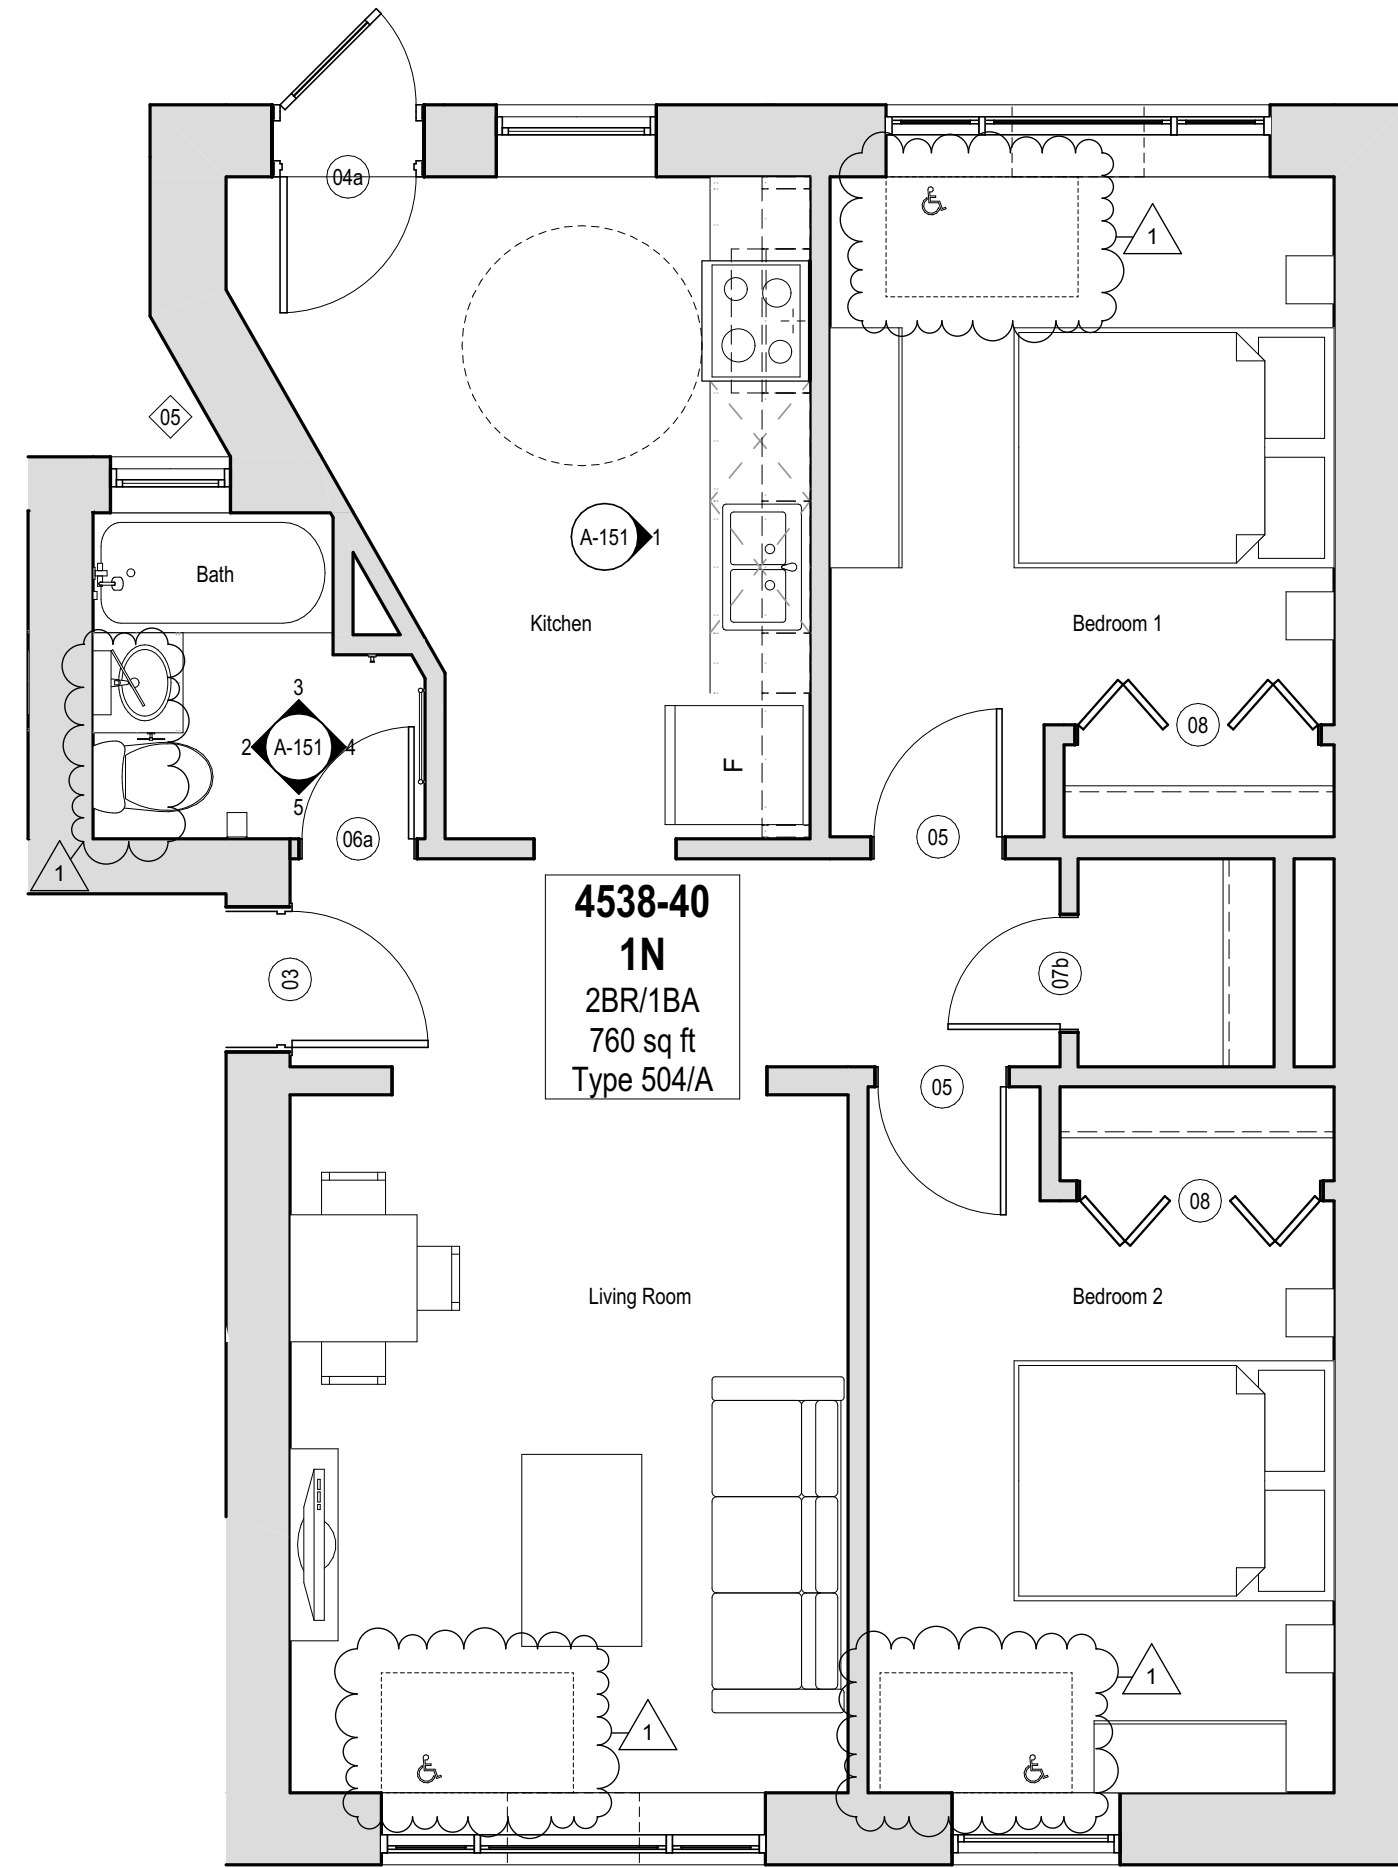 04a
1
05
A-151 1
Bath
Kitchen
Bedroom 1
3
2 A-151 4
5
08
F
06a
05
1
4538-40
1N
2BR/1BA
760 sq ft
Type 504/A
03
07b
05
08
Living Room
Bedroom 2
1
1